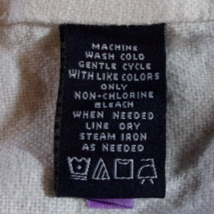 MACHINE
WASH COLD
GENTLE CYCLE
WITH LIKE COLORS
ONLY
NON-CHLORINE
BLEACH
WHEN NEEDED
LINE DRY
STEAM IRON
AS NEEDED